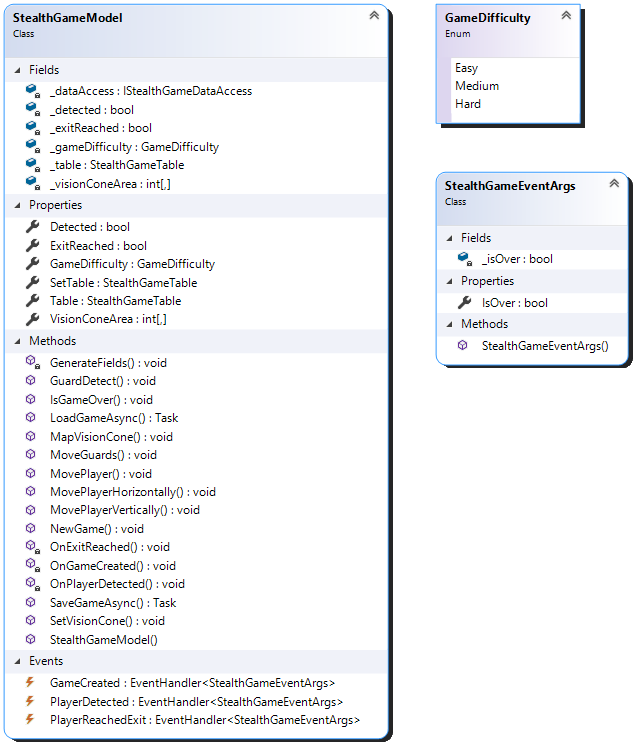 StealthGameModel
Class
Fields
_dataAccess : IStealthGameDataAccess
_detected : bool
_exitReached : bool
_gameDifficulty : GameDifficulty
_table : StealthGameTable
_visionConeArea : int[,]
Properties
Detected : bool
ExitReached : bool
GameDifficulty : GameDifficulty
SetTable : StealthGameTable
Table : StealthGameTable
VisionConeArea : int[,]
Methods
GenerateFields() : void
GuardDetect() : void
IsGameOver() : void
LoadGameAsync() : Task
MapVisionCone() : void
MoveGuards() : void
MovePlayer() : void
MovePlayerHorizontally() : void
MovePlayerVertically() : void
NewGame() : void
OnExitReached() : void
OnGameCreated() : void
OnPlayerDetected() : void
SaveGameAsync() : Task
SetVisionCone() : void
StealthGameModel()
Events
GameCreated : EventHandler<StealthGameEventArgs>
PlayerDetected : EventHandler<StealthGameEventArgs>
PlayerReachedExit : EventHandler<StealthGameEventArgs>
GameDifficulty
Enum
Easy
Medium
Hard
StealthGameEventArgs
Class
Fields
_isOver : bool
Properties
IsOver : bool
Methods
StealthGameEventArgs()